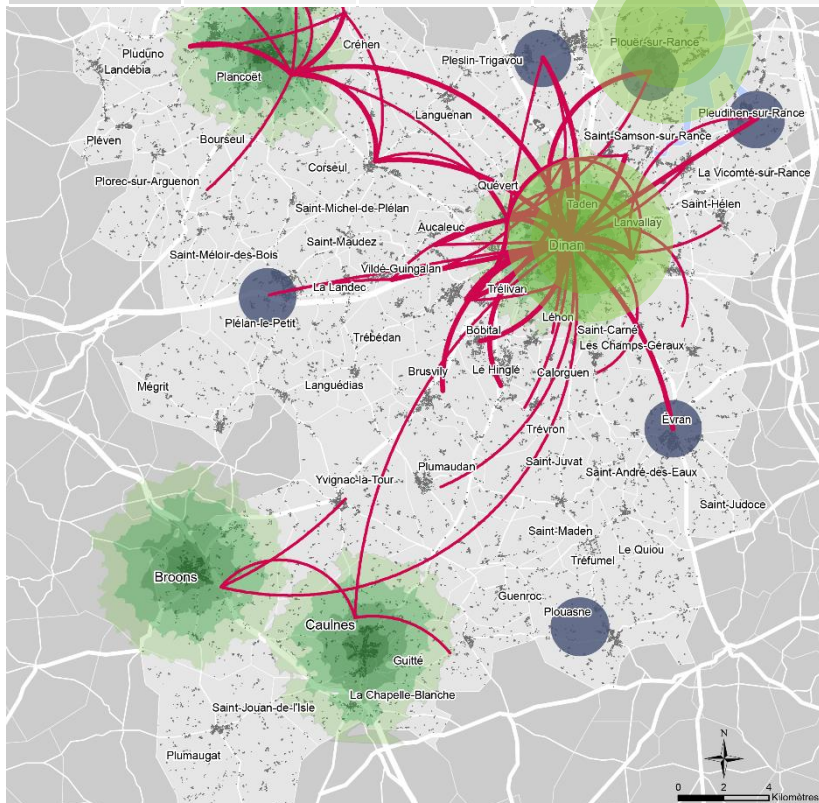 Pluduno
Landébia
Créhen
Plancoët
Pleslin-Trigavou
Plouër-sur-Rance
Pleudihen-sur-Rance
Languenan
Saint-Samson-sur-Rance
Pléven
Bourseul
Corseul
La Vicomté-sur-Rance
Plorec-sur-Arguenon
Quévert
Saint-Michel-de-Plélan
Taden
Saint-Hélen
Aucaleuc
Lanvallay
Saint-Maudez
Dinan
Saint-Méloir-des-Bois
Vildé-Guingalan
La Landec
Trélivan
Plélan-le-Petit
Léhon
Bobital
Saint-Carné
Trébédan
Les Champs-Géraux
Brusvily
Le Hinglé
Calorguen
Mégrit
Languédias
Évran
Trévron
Plumaudan
Saint-Juvat
Saint-André-des-Eaux
Yvignac-la-Tour
Saint-Judoce
Saint-Maden
Le Quiou
Tréfumel
Broons
Guenroc
Plouasne
Caulnes
Guitté
La Chapelle-Blanche
Saint-Jouan-de-l'Isle
Plumaugat
N
0 2 4
Kilomètres